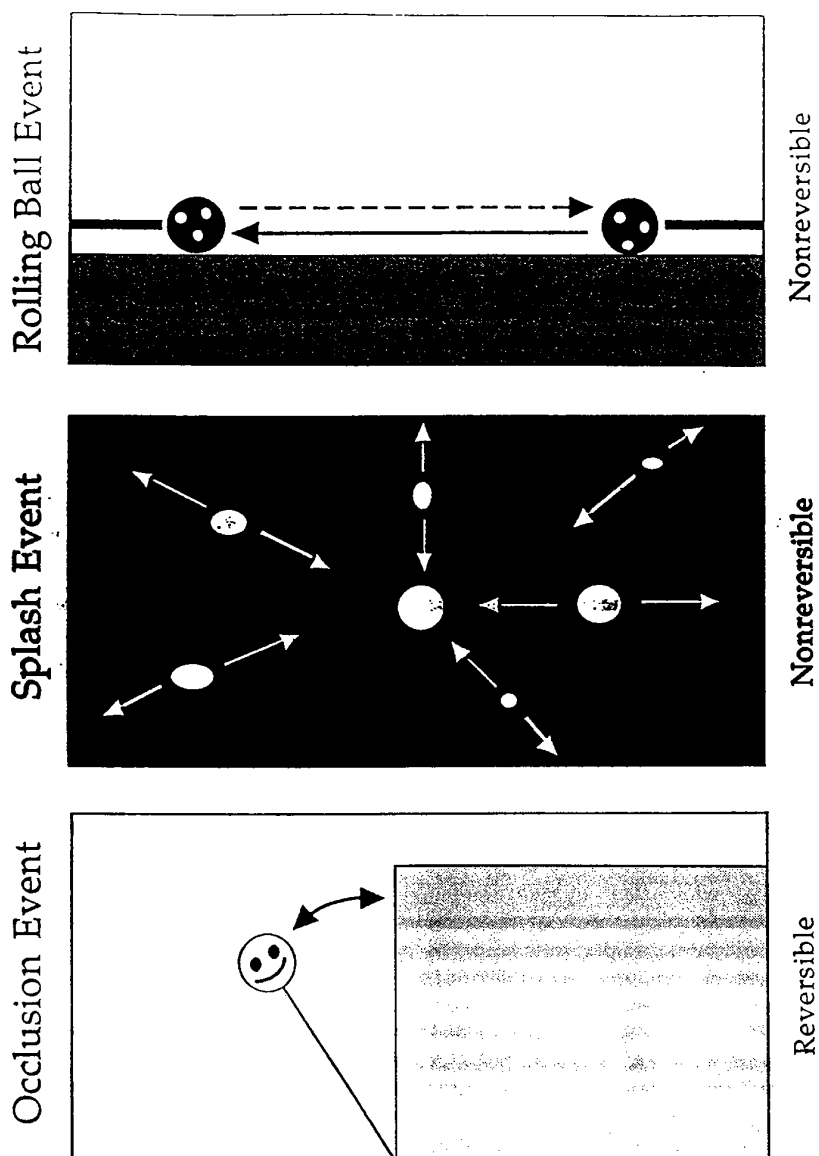 Rolling Ball Event
Nonreversible
Splash Event
Nonreversible
Occlusion Event
Reversible